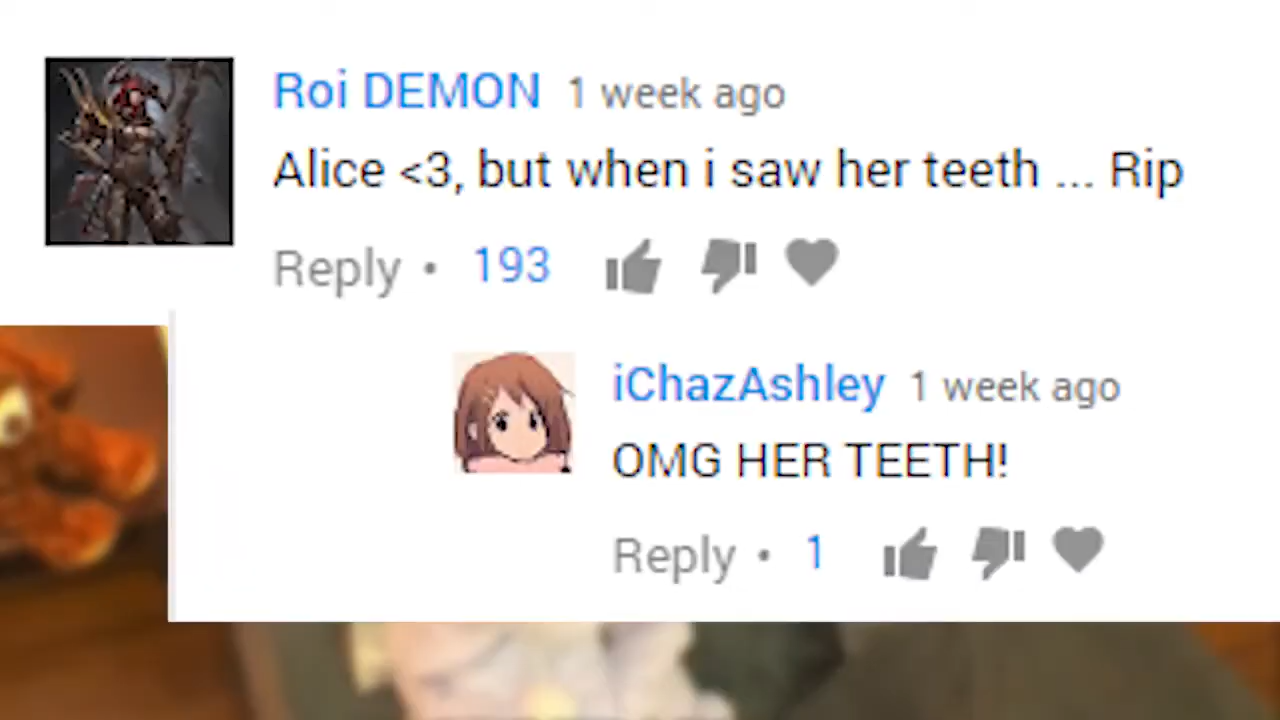 Roi DEMON 1 week ago
Alice <3, but when i saw her teeth ... Rip
Reply • 193
iChazAshley 1 week ago
OMG HER TEETH!
Reply • 1